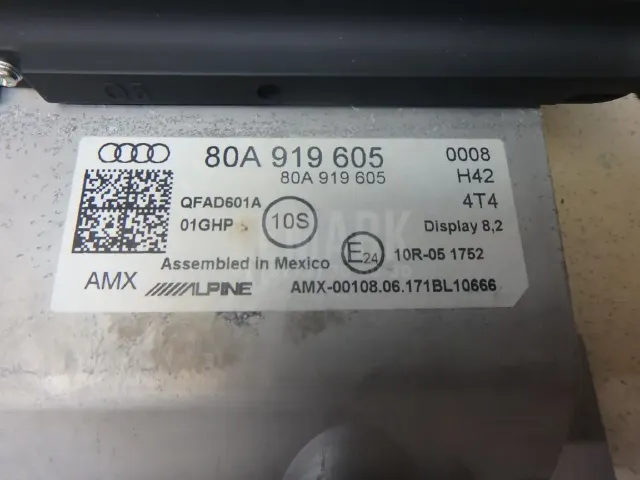 80A 919 605 0008
80A 919 605 H42
QFAD601A 4T4
01GHP 10S Display 8,2
E24 10R-05 1752
Assembled in Mexico
AMX ALPINE AMX-00108.06.171BL10666